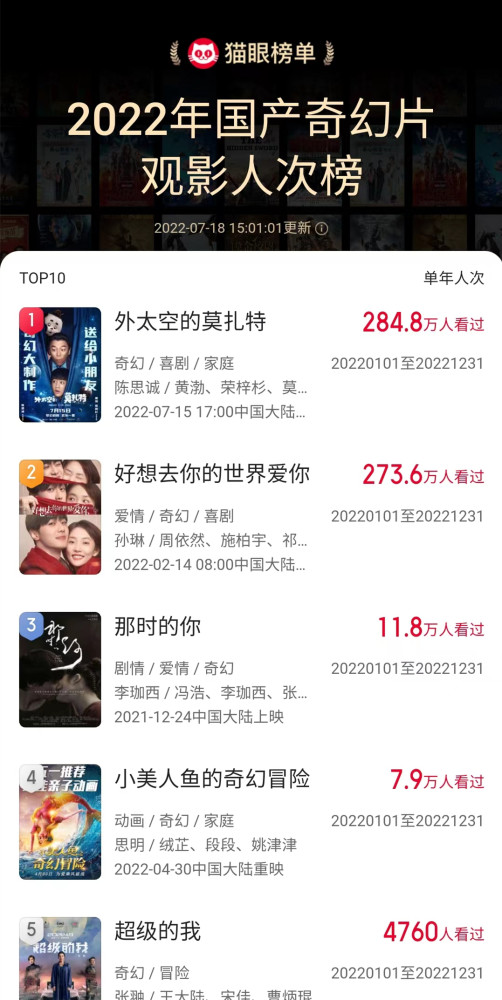 猫眼榜单
2022年国产奇幻片
观影人次榜
2022-07-18 15:01:01更新
TOP10
单年人次
1
奇幻大制作
送给小朋友
外太空的莫扎特
7月15日
外太空的莫扎特
284.8万人看过
奇幻 / 喜剧 / 家庭
20220101至20221231
陈思诚 / 黄渤、荣梓杉、莫...
2022-07-15 17:00中国大陆...
2
好想去你的世界爱你
好想去你的世界爱你
273.6万人看过
爱情 / 奇幻 / 喜剧
20220101至20221231
孙琳 / 周依然、施柏宇、祁...
2022-02-14 08:00中国大陆...
3
那时的你
11.8万人看过
剧情 / 爱情 / 奇幻
20220101至20221231
李珈西 / 冯浩、李珈西、张...
2021-12-24中国大陆上映
4
一推荐
亲子动画
奇幻冒险
小美人鱼的奇幻冒险
7.9万人看过
动画 / 奇幻 / 家庭
20220101至20221231
思明 / 绒芷、段段、姚津津
2022-04-30中国大陆重映
5
超级的我
超级的我
4760人看过
奇幻 / 冒险
20220101至20221231
张翀 / 王大陆、宋佳、曹炳琨